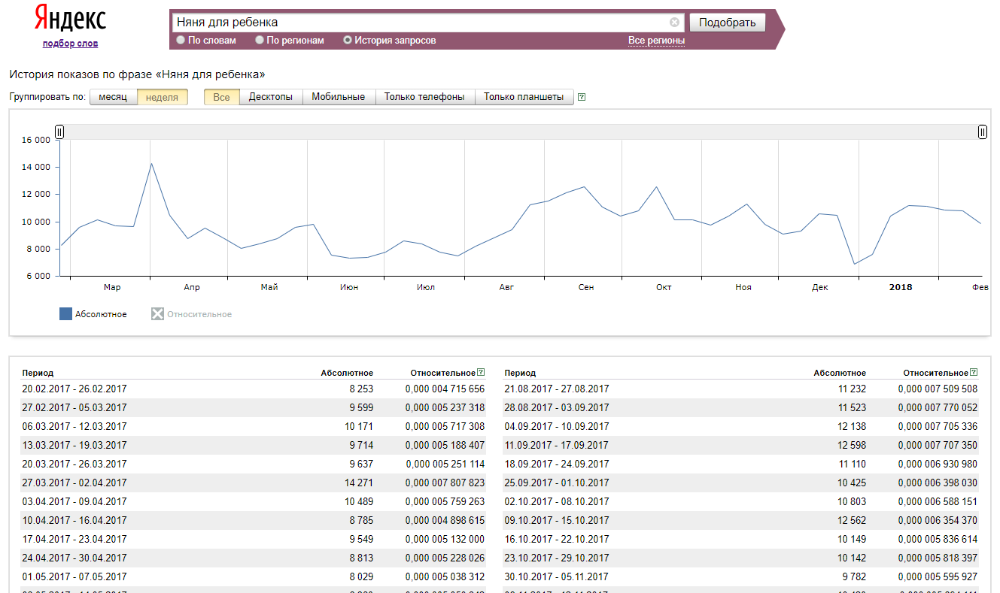 Яндекс
подбор слов
Няня для ребенка
Подобрать
По словам По регионам История запросов Все регионы
История показов по фразе «Няня для ребенка»
Группировать по: месяц неделя Все Десктопы Мобильные Только телефоны Только планшеты ?
16 000
14 000
12 000
10 000
8 000
6 000
Мар Апр Май Июн Июл Авг Сен Окт Ноя Дек 2018 Фев
Абсолютное Относительное
Период Абсолютное Относительное ? Период Абсолютное Относительное ?
20.02.2017 - 26.02.2017 8 253 0,000 004 715 656 21.08.2017 - 27.08.2017 11 232 0,000 007 509 508
27.02.2017 - 05.03.2017 9 599 0,000 005 237 318 28.08.2017 - 03.09.2017 11 523 0,000 007 770 052
06.03.2017 - 12.03.2017 10 171 0,000 005 717 308 04.09.2017 - 10.09.2017 12 138 0,000 007 705 336
13.03.2017 - 19.03.2017 9 714 0,000 005 188 407 11.09.2017 - 17.09.2017 12 598 0,000 007 707 350
20.03.2017 - 26.03.2017 9 637 0,000 005 251 114 18.09.2017 - 24.09.2017 11 110 0,000 006 930 980
27.03.2017 - 02.04.2017 14 271 0,000 007 807 823 25.09.2017 - 01.10.2017 10 425 0,000 006 398 030
03.04.2017 - 09.04.2017 10 489 0,000 005 759 263 02.10.2017 - 08.10.2017 10 803 0,000 006 588 151
10.04.2017 - 16.04.2017 8 785 0,000 004 898 615 09.10.2017 - 15.10.2017 12 562 0,000 006 354 370
17.04.2017 - 23.04.2017 9 549 0,000 005 132 000 16.10.2017 - 22.10.2017 10 149 0,000 005 836 614
24.04.2017 - 30.04.2017 8 813 0,000 005 228 026 23.10.2017 - 29.10.2017 10 142 0,000 005 818 397
01.05.2017 - 07.05.2017 8 029 0,000 005 038 312 30.10.2017 - 05.11.2017 9 782 0,000 005 595 927